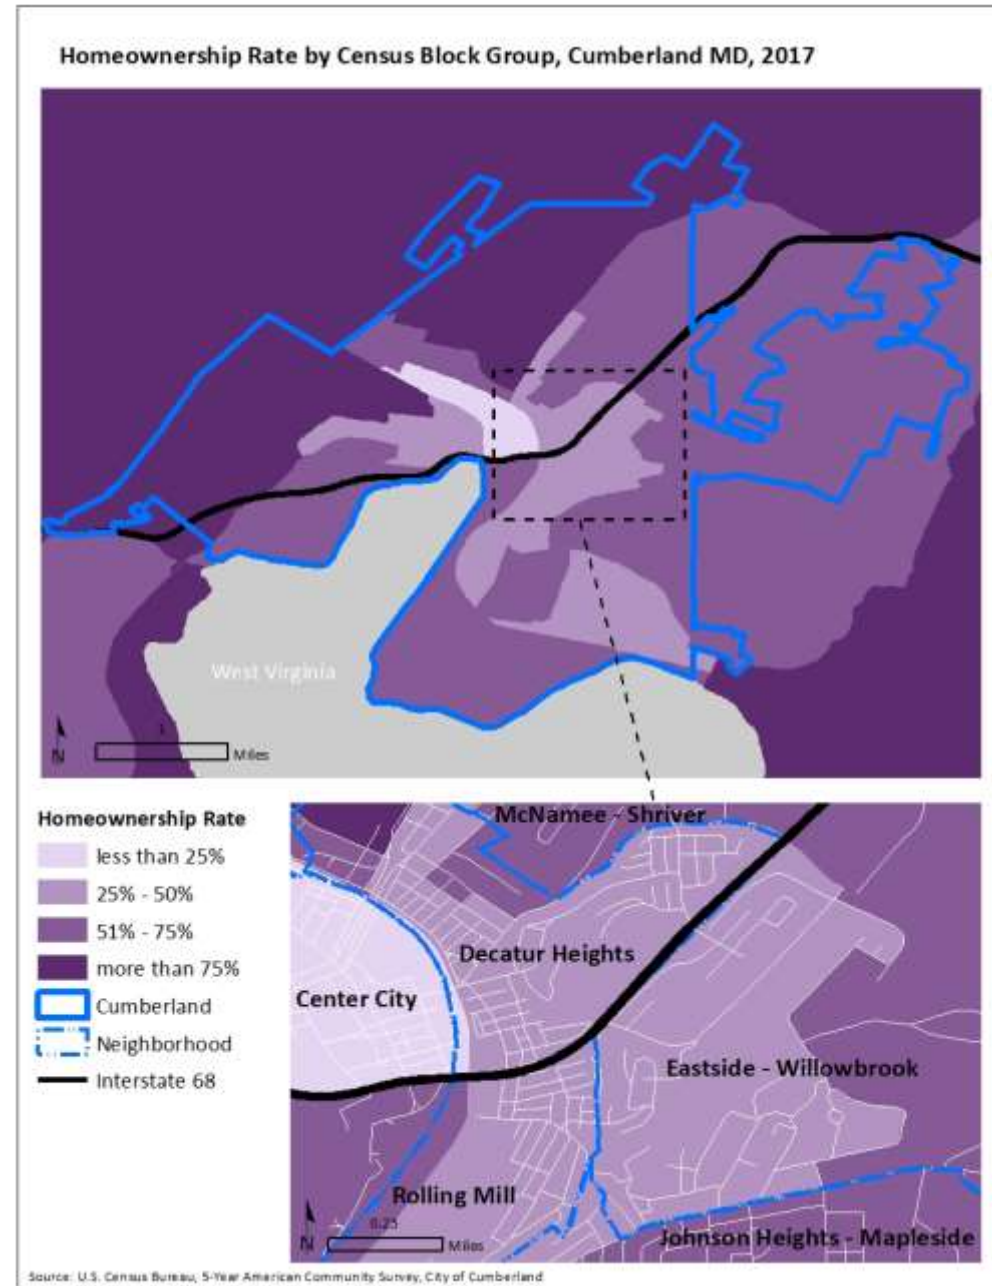 Homeownership Rate by Census Block Group, Cumberland MD, 2017
West Virginia
N
1
Miles
Homeownership Rate
less than 25%
25% - 50%
51% - 75%
more than 75%
Cumberland
Neighborhood
Interstate 68
McNamee - Shriver
Decatur Heights
Center City
Eastside - Willowbrook
Rolling Mill
Johnson Heights - Mapleside
N
0.25
Miles
Source: U.S. Census Bureau, 5-Year American Community Survey, City of Cumberland